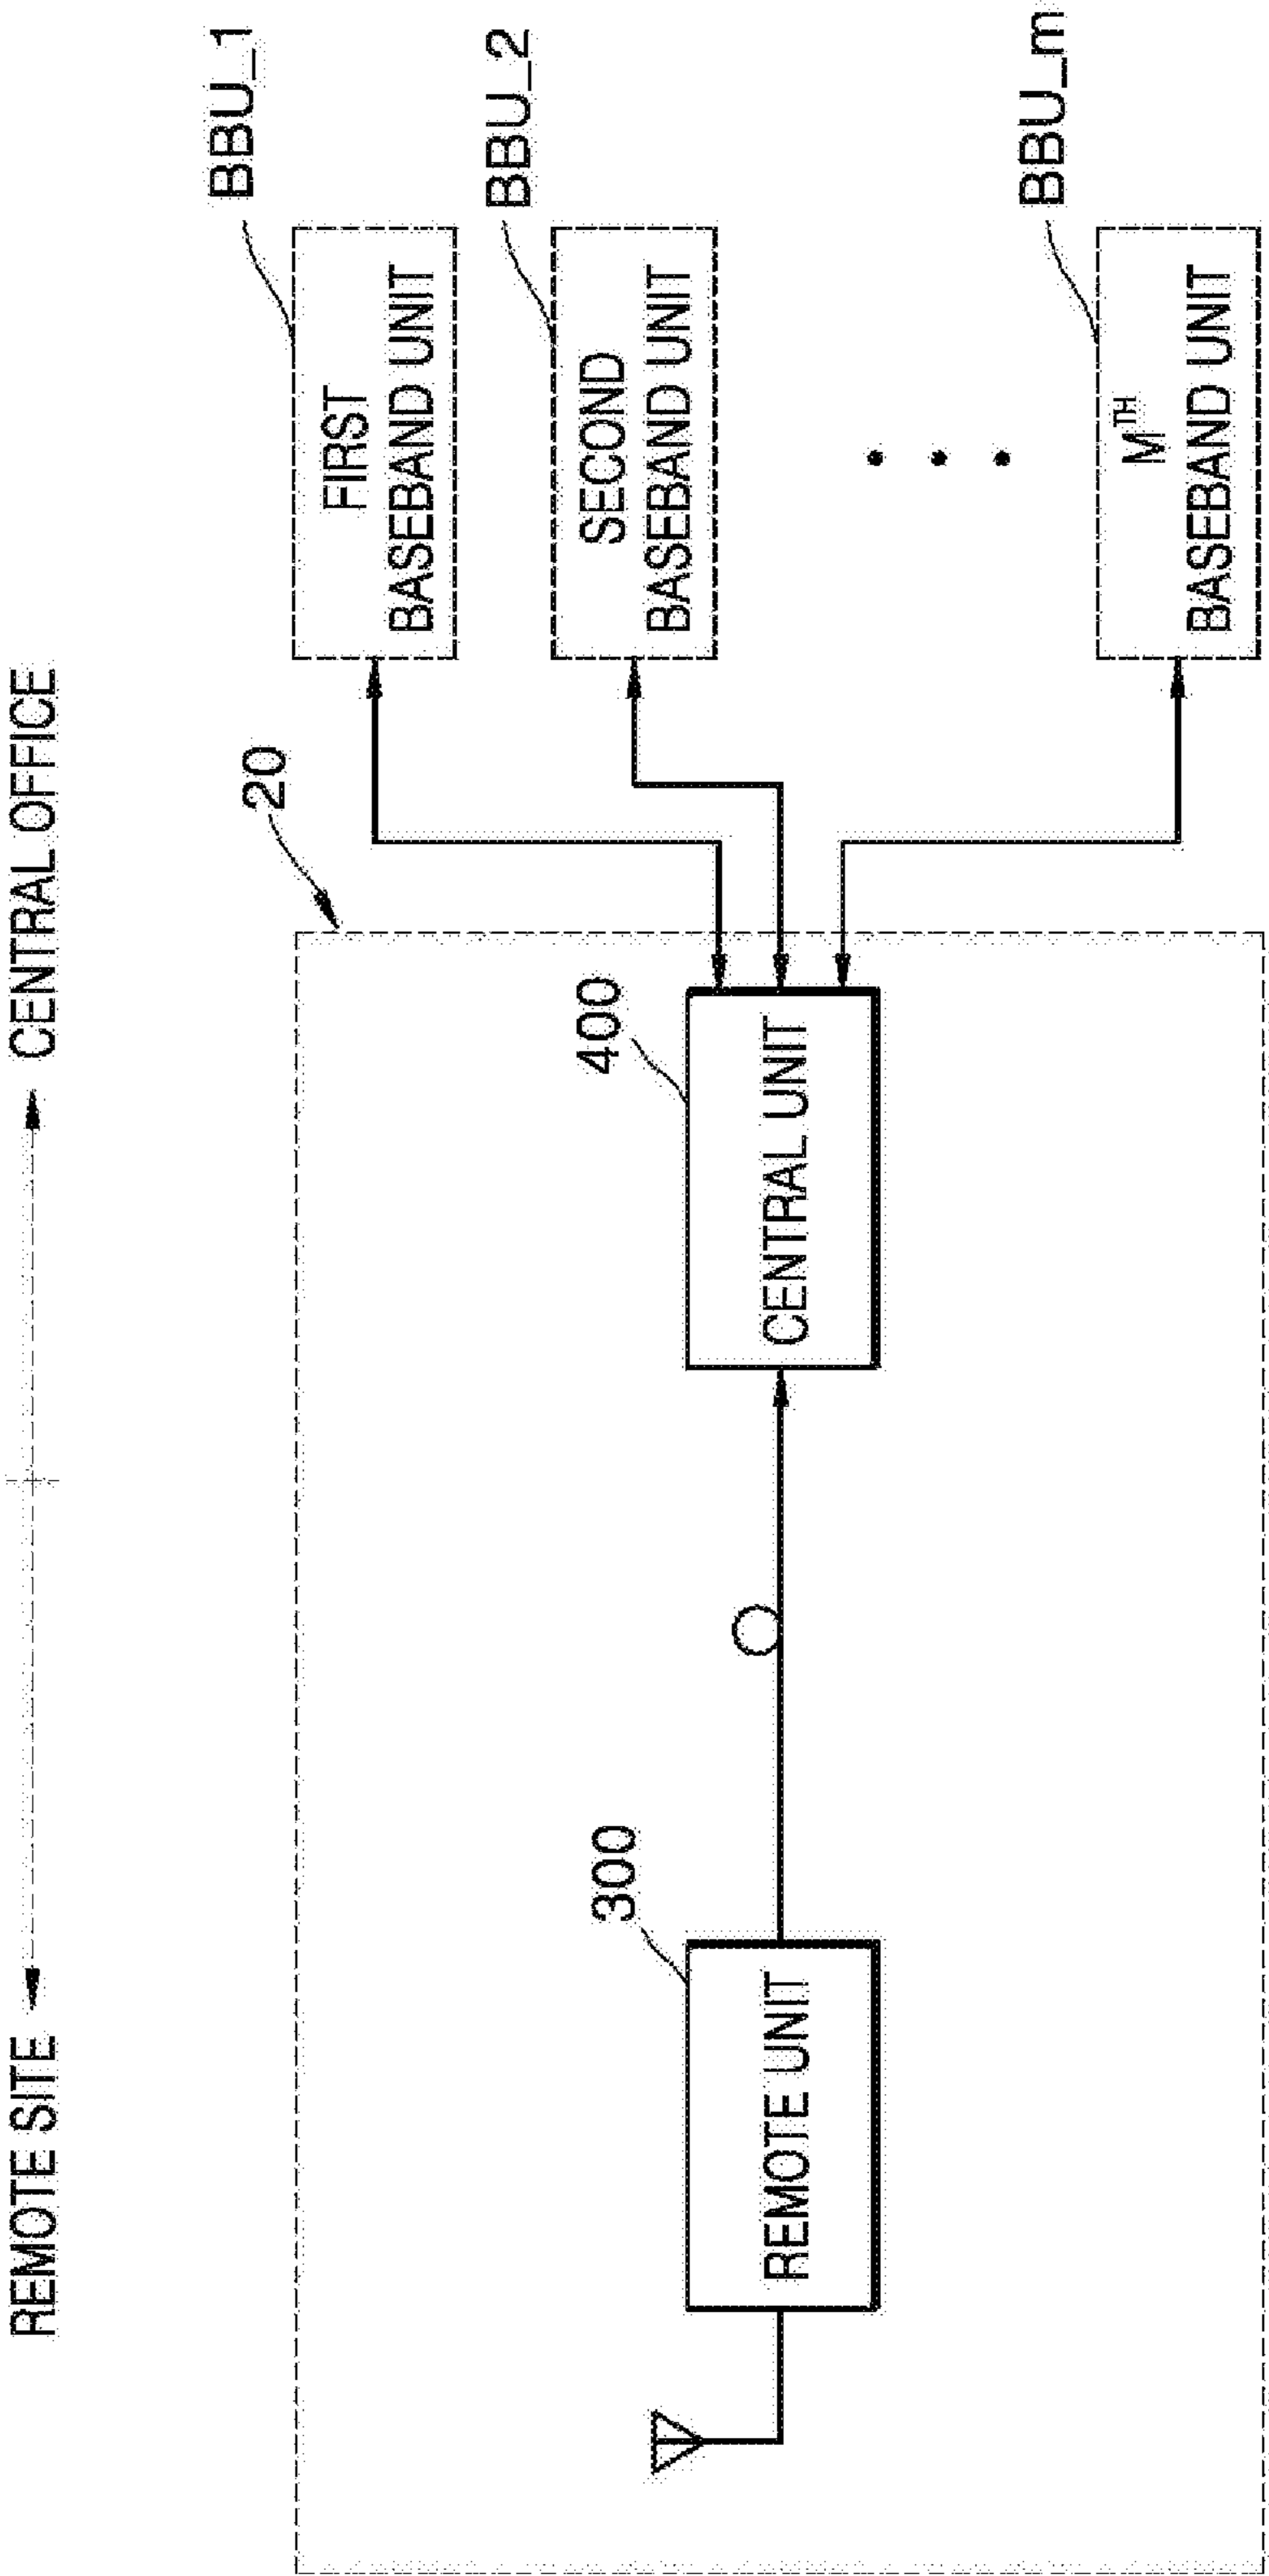 REMOTE SITE
CENTRAL OFFICE
20
300
REMOTE UNIT
400
CENTRAL UNIT
BBU_1
FIRST
BASEBAND UNIT
BBU_2
SECOND
BASEBAND UNIT
BBU_m
MTH
BASEBAND UNIT